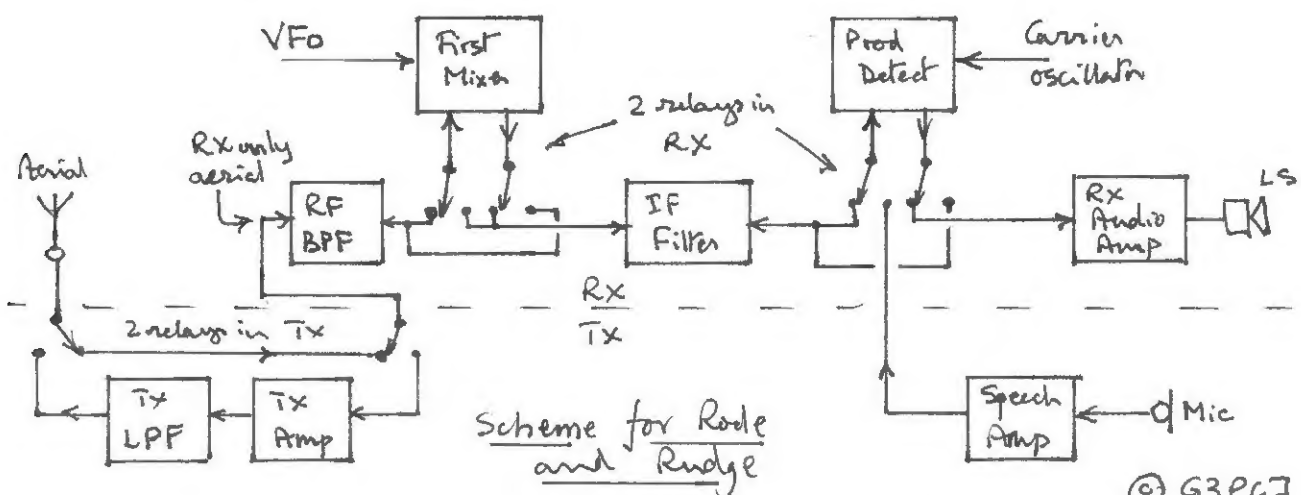 VFO
First
Mixer
Prod
Detect
Carrier
oscillator
2 relays in
RX
Aerial
RX only
aerial
RF
BPF
IF
Filter
RX
Audio
Amp
LS
RX
TX
2 relays in TX
TX
LPF
TX
Amp
Speech
Amp
Mic
Scheme for Rode
and Rudge
© G3PCJ